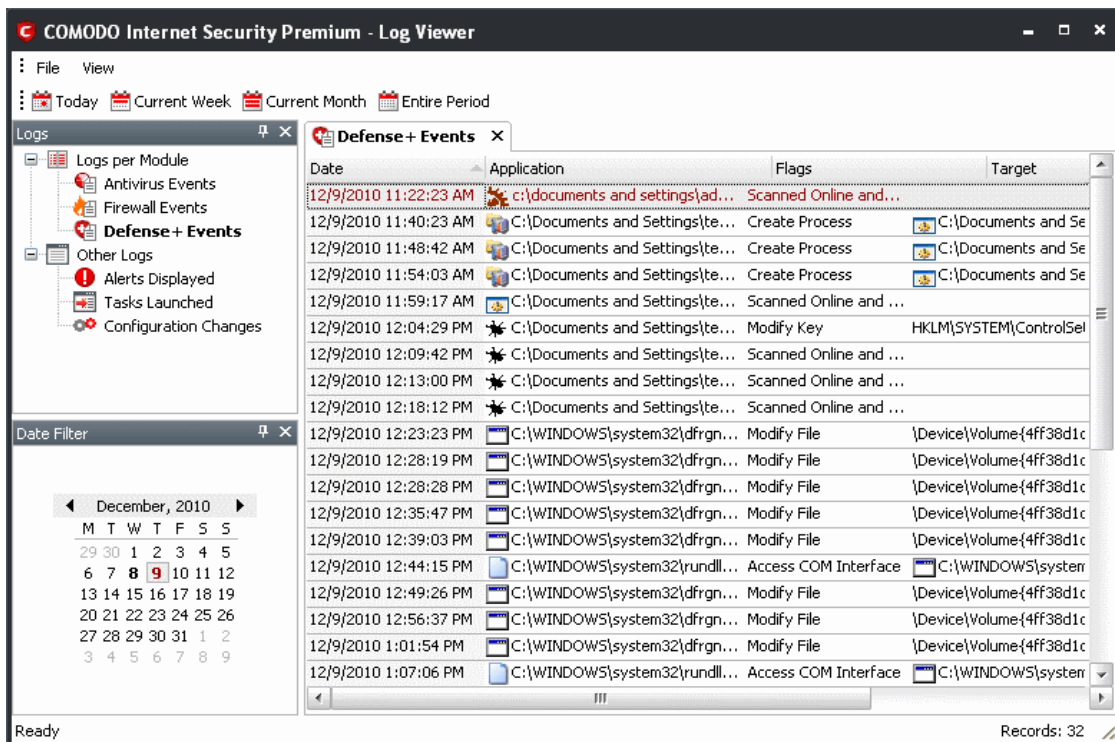 COMODO Internet Security Premium - Log Viewer
File View
Today Current Week Current Month Entire Period
Logs
Logs per Module
Antivirus Events
Firewall Events
Defense+ Events
Other Logs
Alerts Displayed
Tasks Launched
Configuration Changes
Date Filter
December, 2010
M T W T F S S
29 30 1 2 3 4 5
6 7 8 9 10 11 12
13 14 15 16 17 18 19
20 21 22 23 24 25 26
27 28 29 30 31 1 2
3 4 5 6 7 8 9
Defense+ Events
Date Application Flags Target
12/9/2010 11:22:23 AM c:\documents and settings\ad... Scanned Online and...
12/9/2010 11:40:23 AM C:\Documents and Settings\te... Create Process C:\Documents and Se
12/9/2010 11:48:42 AM C:\Documents and Settings\te... Create Process C:\Documents and Se
12/9/2010 11:54:03 AM C:\Documents and Settings\te... Create Process C:\Documents and Se
12/9/2010 11:59:17 AM C:\Documents and Settings\te... Scanned Online and ...
12/9/2010 12:04:29 PM C:\Documents and Settings\te... Modify Key HKLM\SYSTEM\ControlSet
12/9/2010 12:09:42 PM C:\Documents and Settings\te... Scanned Online and ...
12/9/2010 12:13:00 PM C:\Documents and Settings\te... Scanned Online and ...
12/9/2010 12:18:12 PM C:\Documents and Settings\te... Scanned Online and ...
12/9/2010 12:23:23 PM C:\WINDOWS\system32\dfrgn... Modify File \Device\Volume{4ff38d1c
12/9/2010 12:28:19 PM C:\WINDOWS\system32\dfrgn... Modify File \Device\Volume{4ff38d1c
12/9/2010 12:28:28 PM C:\WINDOWS\system32\dfrgn... Modify File \Device\Volume{4ff38d1c
12/9/2010 12:35:47 PM C:\WINDOWS\system32\dfrgn... Modify File \Device\Volume{4ff38d1c
12/9/2010 12:39:03 PM C:\WINDOWS\system32\dfrgn... Modify File \Device\Volume{4ff38d1c
12/9/2010 12:44:15 PM C:\WINDOWS\system32\rundll... Access COM Interface C:\WINDOWS\system
12/9/2010 12:49:26 PM C:\WINDOWS\system32\dfrgn... Modify File \Device\Volume{4ff38d1c
12/9/2010 12:56:37 PM C:\WINDOWS\system32\dfrgn... Modify File \Device\Volume{4ff38d1c
12/9/2010 1:01:54 PM C:\WINDOWS\system32\dfrgn... Modify File \Device\Volume{4ff38d1c
12/9/2010 1:07:06 PM C:\WINDOWS\system32\rundll... Access COM Interface C:\WINDOWS\system
Ready
Records: 32